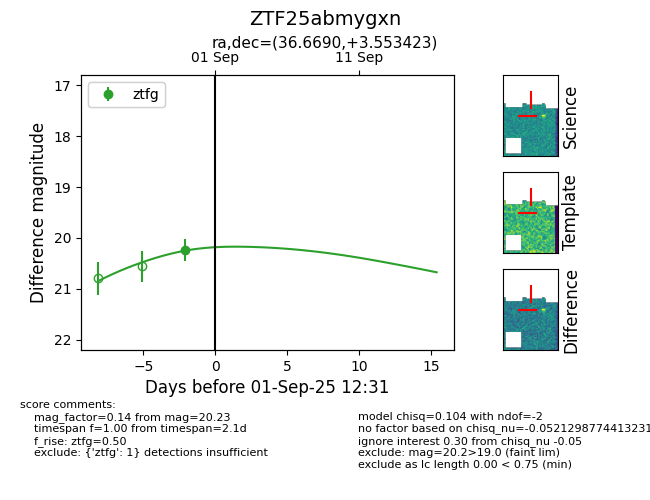 ZTF25abmygxn
ra,dec=(36.6690,+3.553423)
01 Sep
11 Sep
ztfg
17
18
19
20
21
22
Difference magnitude
−5
0
5
10
15
Days before 01-Sep-25 12:31
Science
Template
Difference
score comments:
mag_factor=0.14 from mag=20.23
timespan f=1.00 from timespan=2.1d
f_rise: ztfg=0.50
exclude: {'ztfg': 1} detections insufficient
model chisq=0.104 with ndof=-2
no factor based on chisq_nu=-0.0521298774413231
ignore interest 0.30 from chisq_nu -0.05
exclude: mag=20.2>19.0 (faint lim)
exclude as lc length 0.00 < 0.75 (min)